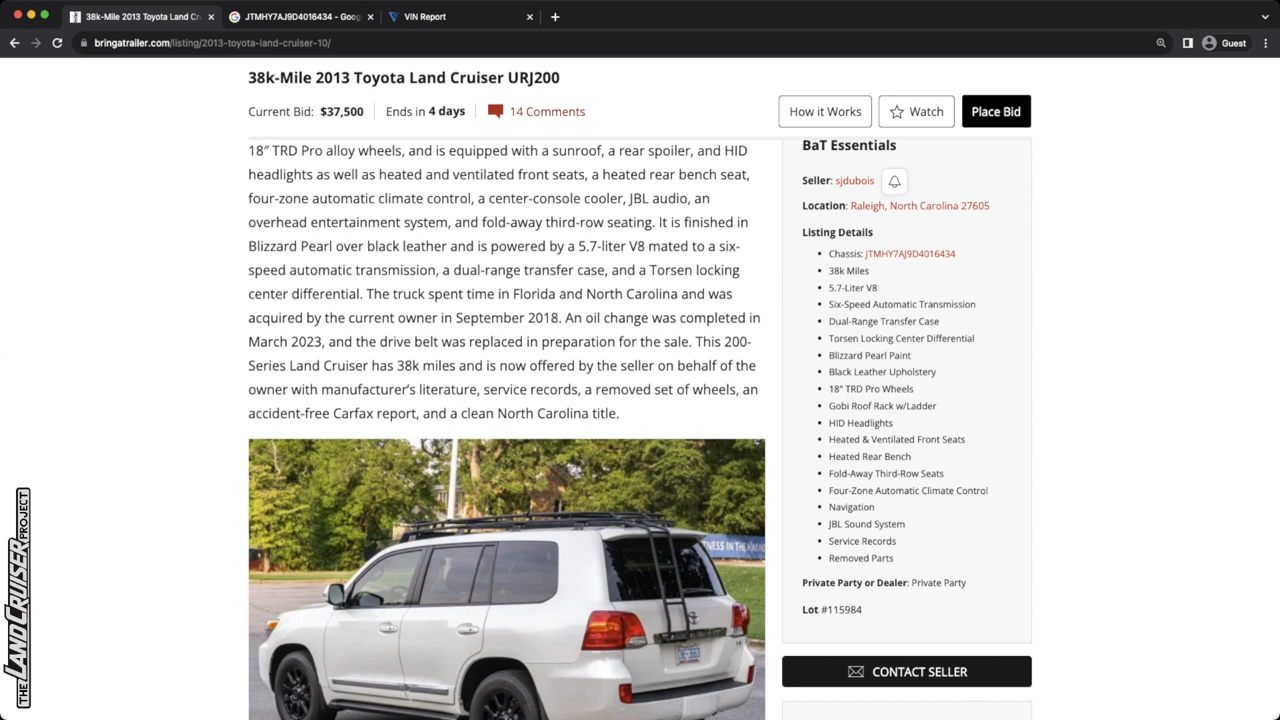 38k-Mile 2013 Toyota Land Cr
JTMHY7AJ9D4016434 - Goog
VIN Report
bringatrailer.com/listing/2013-toyota-land-cruiser-10/
Guest
38k-Mile 2013 Toyota Land Cruiser URJ200
Current Bid: $37,500
Ends in 4 days
14 Comments
How it Works
Watch
Place Bid
18″ TRD Pro alloy wheels, and is equipped with a sunroof, a rear spoiler, and HID
headlights as well as heated and ventilated front seats, a heated rear bench seat,
four-zone automatic climate control, a center-console cooler, JBL audio, an
overhead entertainment system, and fold-away third-row seating. It is finished in
Blizzard Pearl over black leather and is powered by a 5.7-liter V8 mated to a six-
speed automatic transmission, a dual-range transfer case, and a Torsen locking
center differential. The truck spent time in Florida and North Carolina and was
acquired by the current owner in September 2018. An oil change was completed in
March 2023, and the drive belt was replaced in preparation for the sale. This 200-
Series Land Cruiser has 38k miles and is now offered by the seller on behalf of the
owner with manufacturer’s literature, service records, a removed set of wheels, an
accident-free Carfax report, and a clean North Carolina title.
BaT Essentials
Seller: sjdubois
Location: Raleigh, North Carolina 27605
Listing Details
Chassis: JTMHY7AJ9D4016434
38k Miles
5.7-Liter V8
Six-Speed Automatic Transmission
Dual-Range Transfer Case
Torsen Locking Center Differential
Blizzard Pearl Paint
Black Leather Upholstery
18" TRD Pro Wheels
Gobi Roof Rack w/Ladder
HID Headlights
Heated & Ventilated Front Seats
Heated Rear Bench
Fold-Away Third-Row Seats
Four-Zone Automatic Climate Control
Navigation
JBL Sound System
Service Records
Removed Parts
Private Party or Dealer: Private Party
Lot #115984
CONTACT SELLER
THE LAND CRUISER PROJECT